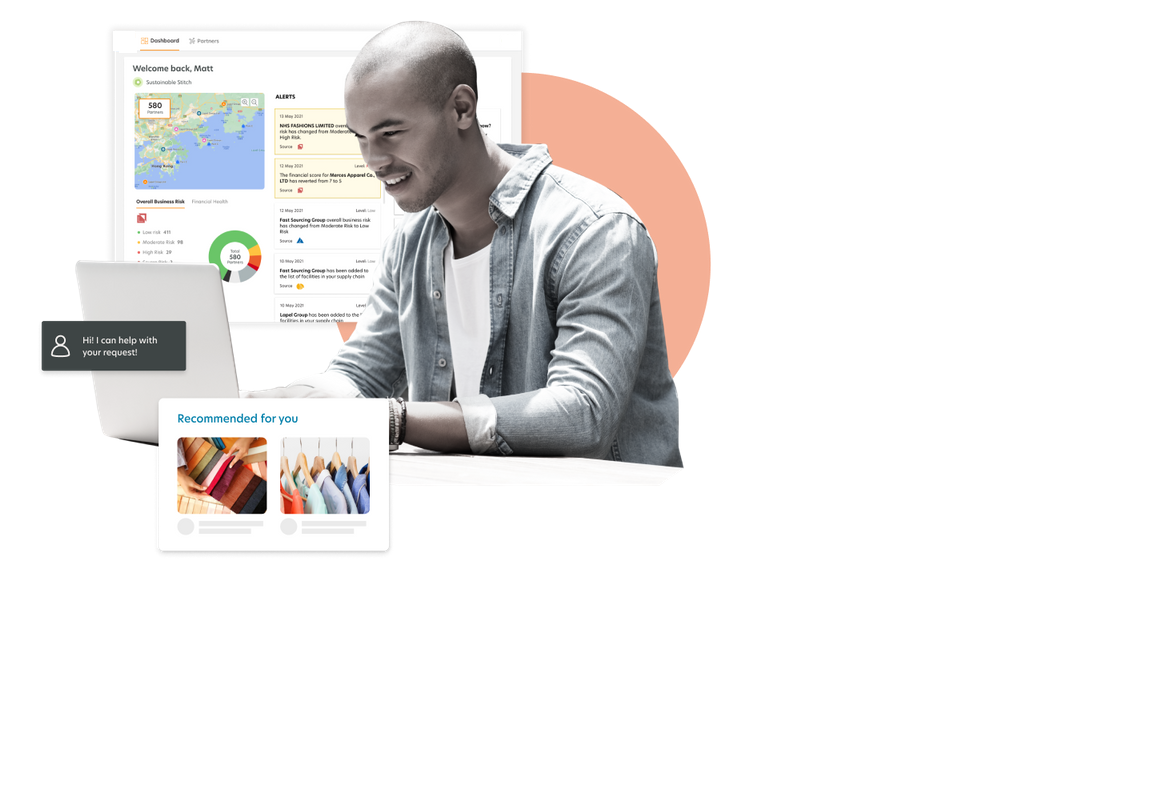 Dashboard
Partners
Welcome back, Matt
Sustainable Stitch
580
Partners
Hong Kong
Overall Business Risk
Financial Health
Low risk 411
Moderate Risk 98
High Risk 29
Total
580
Partners
ALERTS
13 May 2021
NHS FASHIONS LIMITED
risk has changed from Moderate
High Risk.
Source
12 May 2021
Level:
The financial score for Merces Apparel Co.,
LTD has reverted from 7 to 5
Source
12 May 2021
Level: Low
Fast Sourcing Group overall business risk
has changed from Moderate Risk to Low
Risk
Source
10 May 2021
Level:
Fast Sourcing Group has been added to
the list of facilities in your supply chain
Source
10 May 2021
Level:
Lapel Group has been added to the
facilities in your supply chain.
Hi! I can help with
your request!
Recommended for you